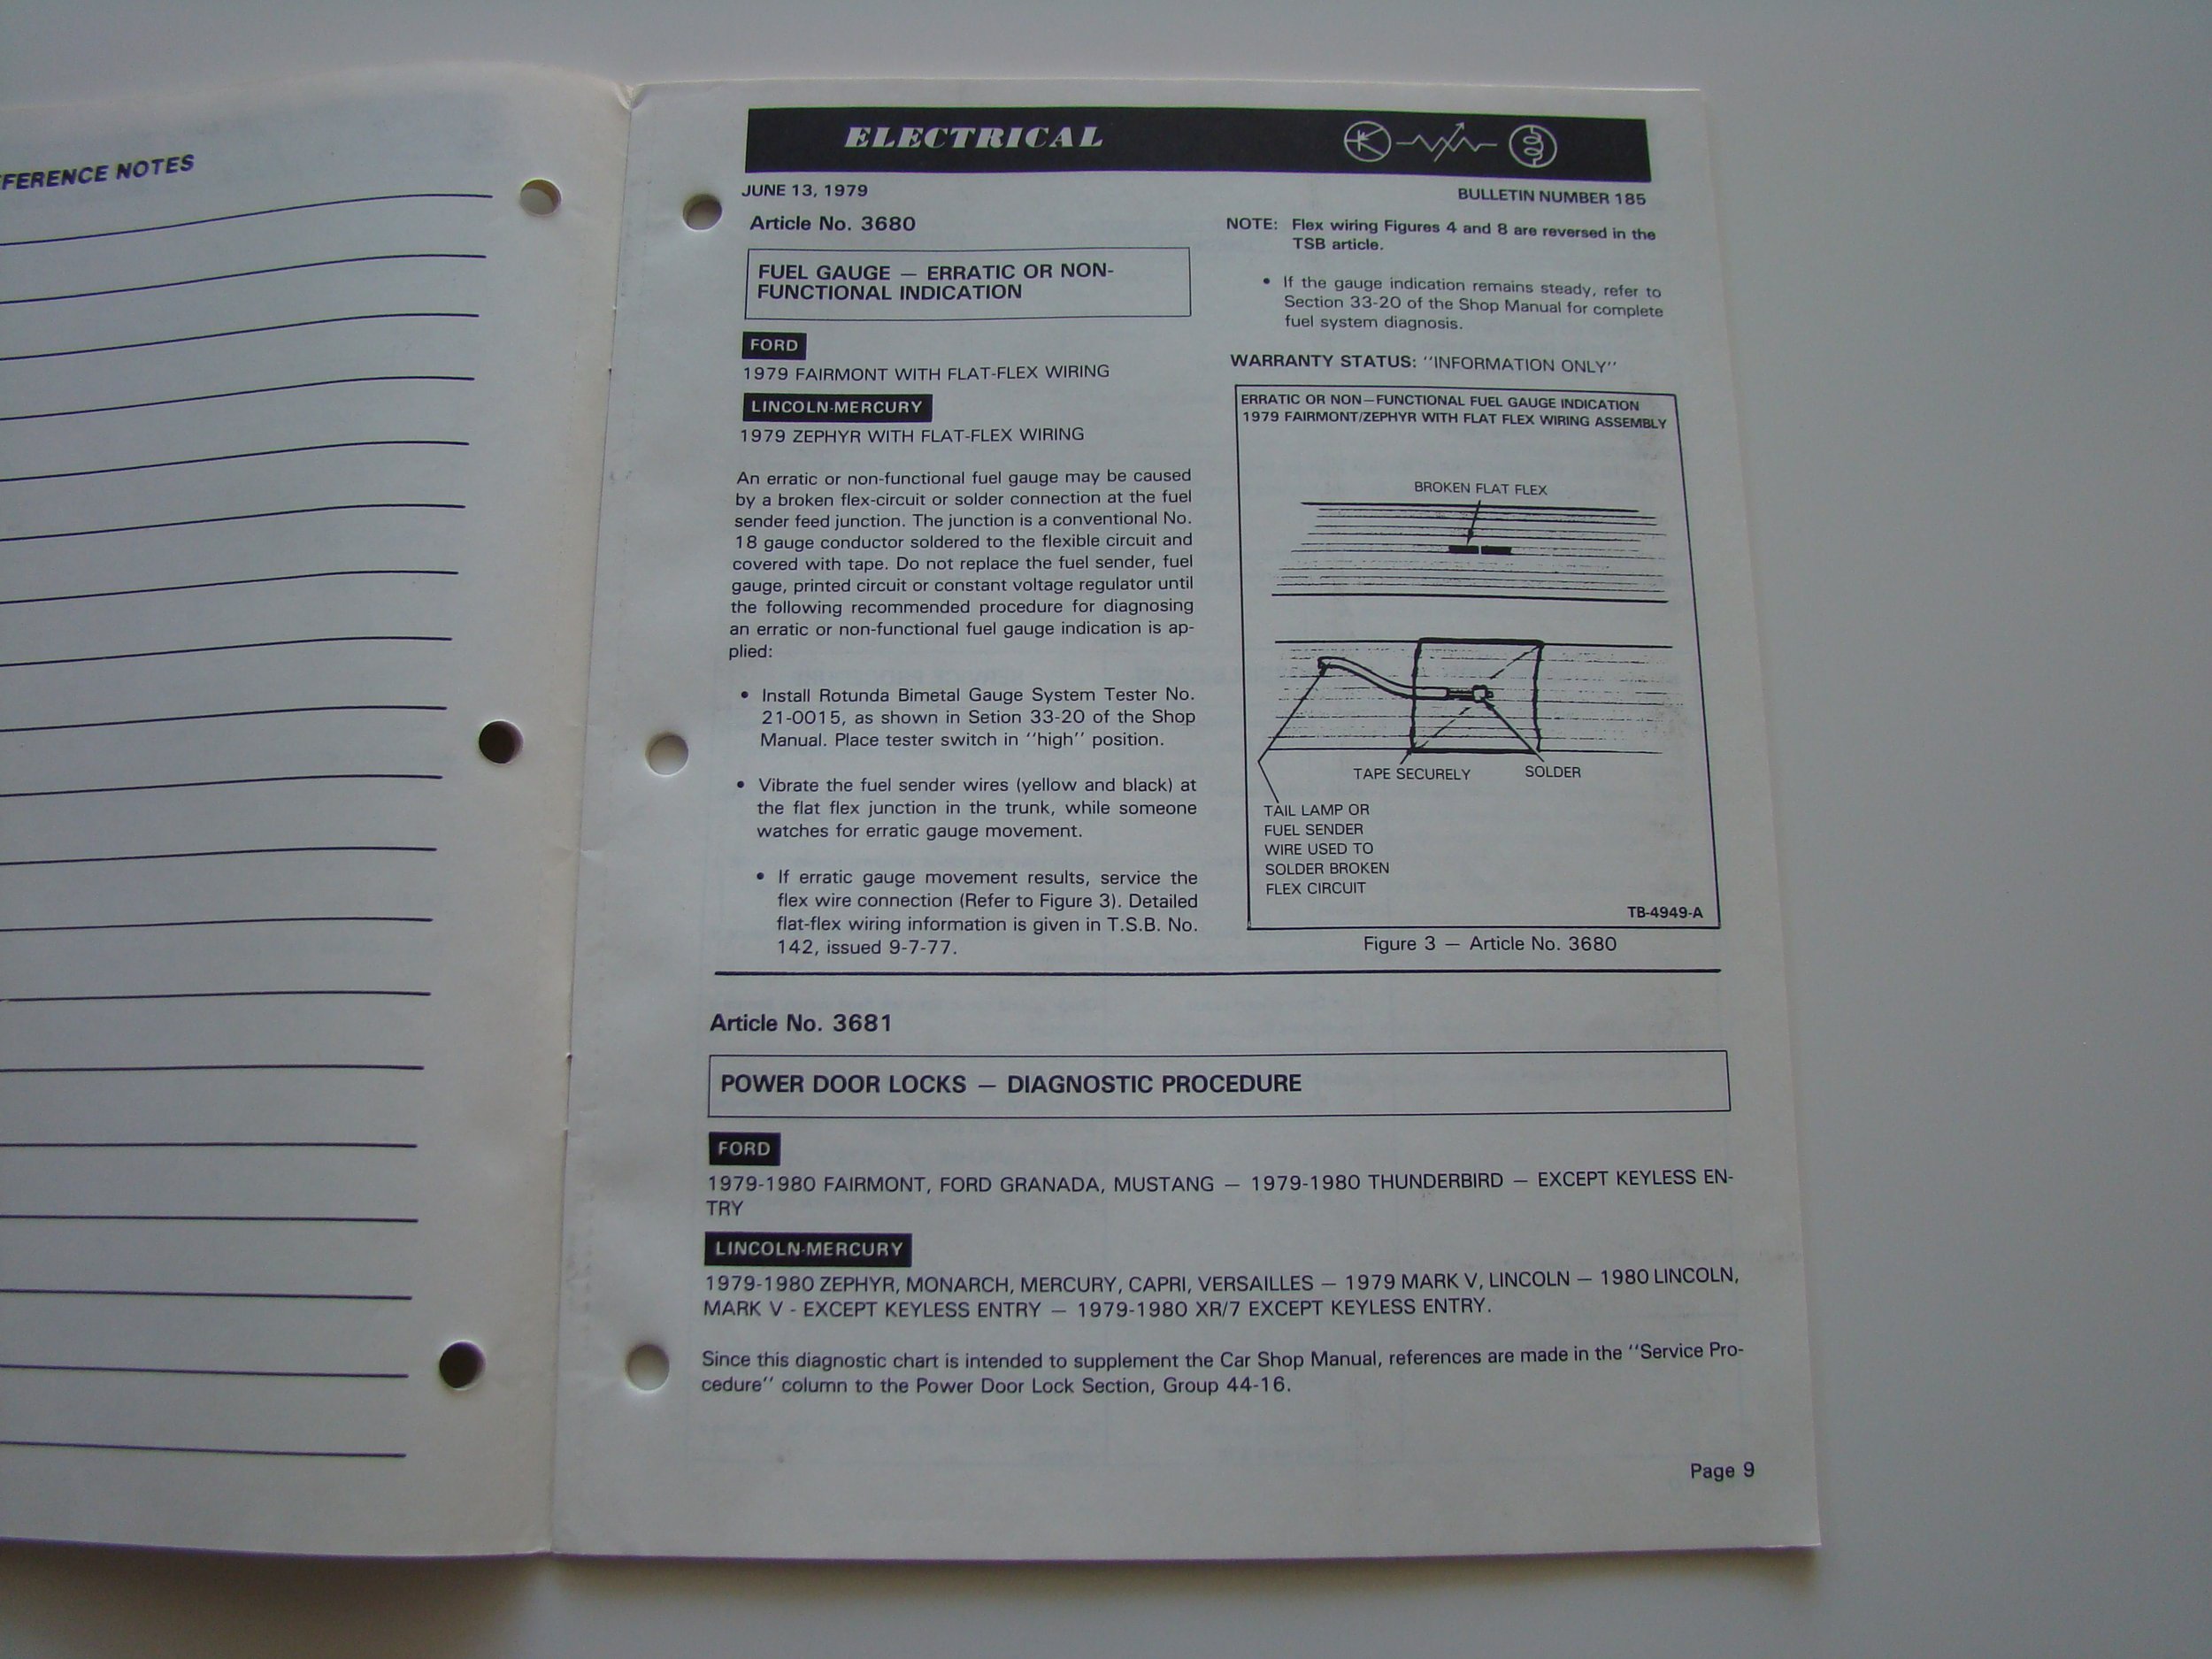 FERENCE NOTES
ELECTRICAL
JUNE 13, 1979
BULLETIN NUMBER 185
Article No. 3680
FUEL GAUGE — ERRATIC OR NON-
FUNCTIONAL INDICATION
FORD
1979 FAIRMONT WITH FLAT-FLEX WIRING
LINCOLN-MERCURY
1979 ZEPHYR WITH FLAT-FLEX WIRING
An erratic or non-functional fuel gauge may be caused
by a broken flex-circuit or solder connection at the fuel
sender feed junction. The junction is a conventional No.
18 gauge conductor soldered to the flexible circuit and
covered with tape. Do not replace the fuel sender, fuel
gauge, printed circuit or constant voltage regulator until
the following recommended procedure for diagnosing
an erratic or non-functional fuel gauge indication is ap-
plied:
• Install Rotunda Bimetal Gauge System Tester No.
21-0015, as shown in Setion 33-20 of the Shop
Manual. Place tester switch in ''high'' position.
• Vibrate the fuel sender wires (yellow and black) at
the flat flex junction in the trunk, while someone
watches for erratic gauge movement.
• If erratic gauge movement results, service the
flex wire connection (Refer to Figure 3). Detailed
flat-flex wiring information is given in T.S.B. No.
142, issued 9-7-77.
NOTE: Flex wiring Figures 4 and 8 are reversed in the
TSB article.
• If the gauge indication remains steady, refer to
Section 33-20 of the Shop Manual for complete
fuel system diagnosis.
WARRANTY STATUS: ''INFORMATION ONLY''
ERRATIC OR NON—FUNCTIONAL FUEL GAUGE INDICATION
1979 FAIRMONT/ZEPHYR WITH FLAT FLEX WIRING ASSEMBLY
BROKEN FLAT FLEX
TAPE SECURELY
SOLDER
TAIL LAMP OR
FUEL SENDER
WIRE USED TO
SOLDER BROKEN
FLEX CIRCUIT
TB-4949-A
Figure 3 — Article No. 3680
Article No. 3681
POWER DOOR LOCKS — DIAGNOSTIC PROCEDURE
FORD
1979-1980 FAIRMONT, FORD GRANADA, MUSTANG — 1979-1980 THUNDERBIRD — EXCEPT KEYLESS EN-
TRY
LINCOLN-MERCURY
1979-1980 ZEPHYR, MONARCH, MERCURY, CAPRI, VERSAILLES — 1979 MARK V, LINCOLN — 1980 LINCOLN,
MARK V - EXCEPT KEYLESS ENTRY — 1979-1980 XR/7 EXCEPT KEYLESS ENTRY.
Since this diagnostic chart is intended to supplement the Car Shop Manual, references are made in the ''Service Pro-
cedure'' column to the Power Door Lock Section, Group 44-16.
Page 9